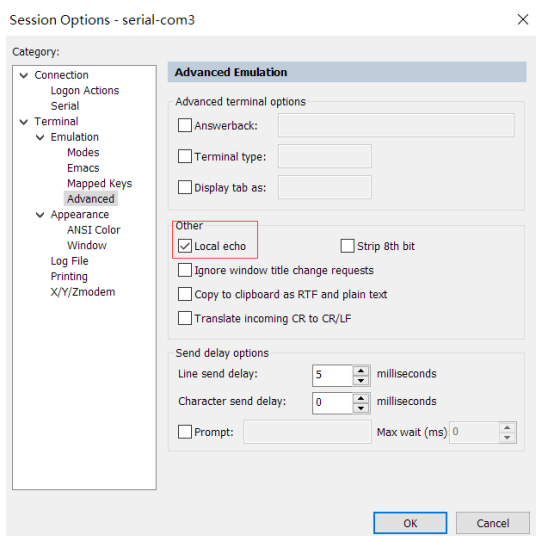 Session Options - serial-com3
Category:
Connection
Logon Actions
Serial
Terminal
Emulation
Modes
Emacs
Mapped Keys
Advanced
Appearance
ANSI Color
Window
Log File
Printing
X/Y/Zmodem
Advanced Emulation
Advanced terminal options
Answerback:
Terminal type:
Display tab as:
Other
Local echo Strip 8th bit
Ignore window title change requests
Copy to clipboard as RTF and plain text
Translate incoming CR to CR/LF
Send delay options
Line send delay: 5 milliseconds
Character send delay: 0 milliseconds
Prompt: Max wait (ms) 0
OK Cancel